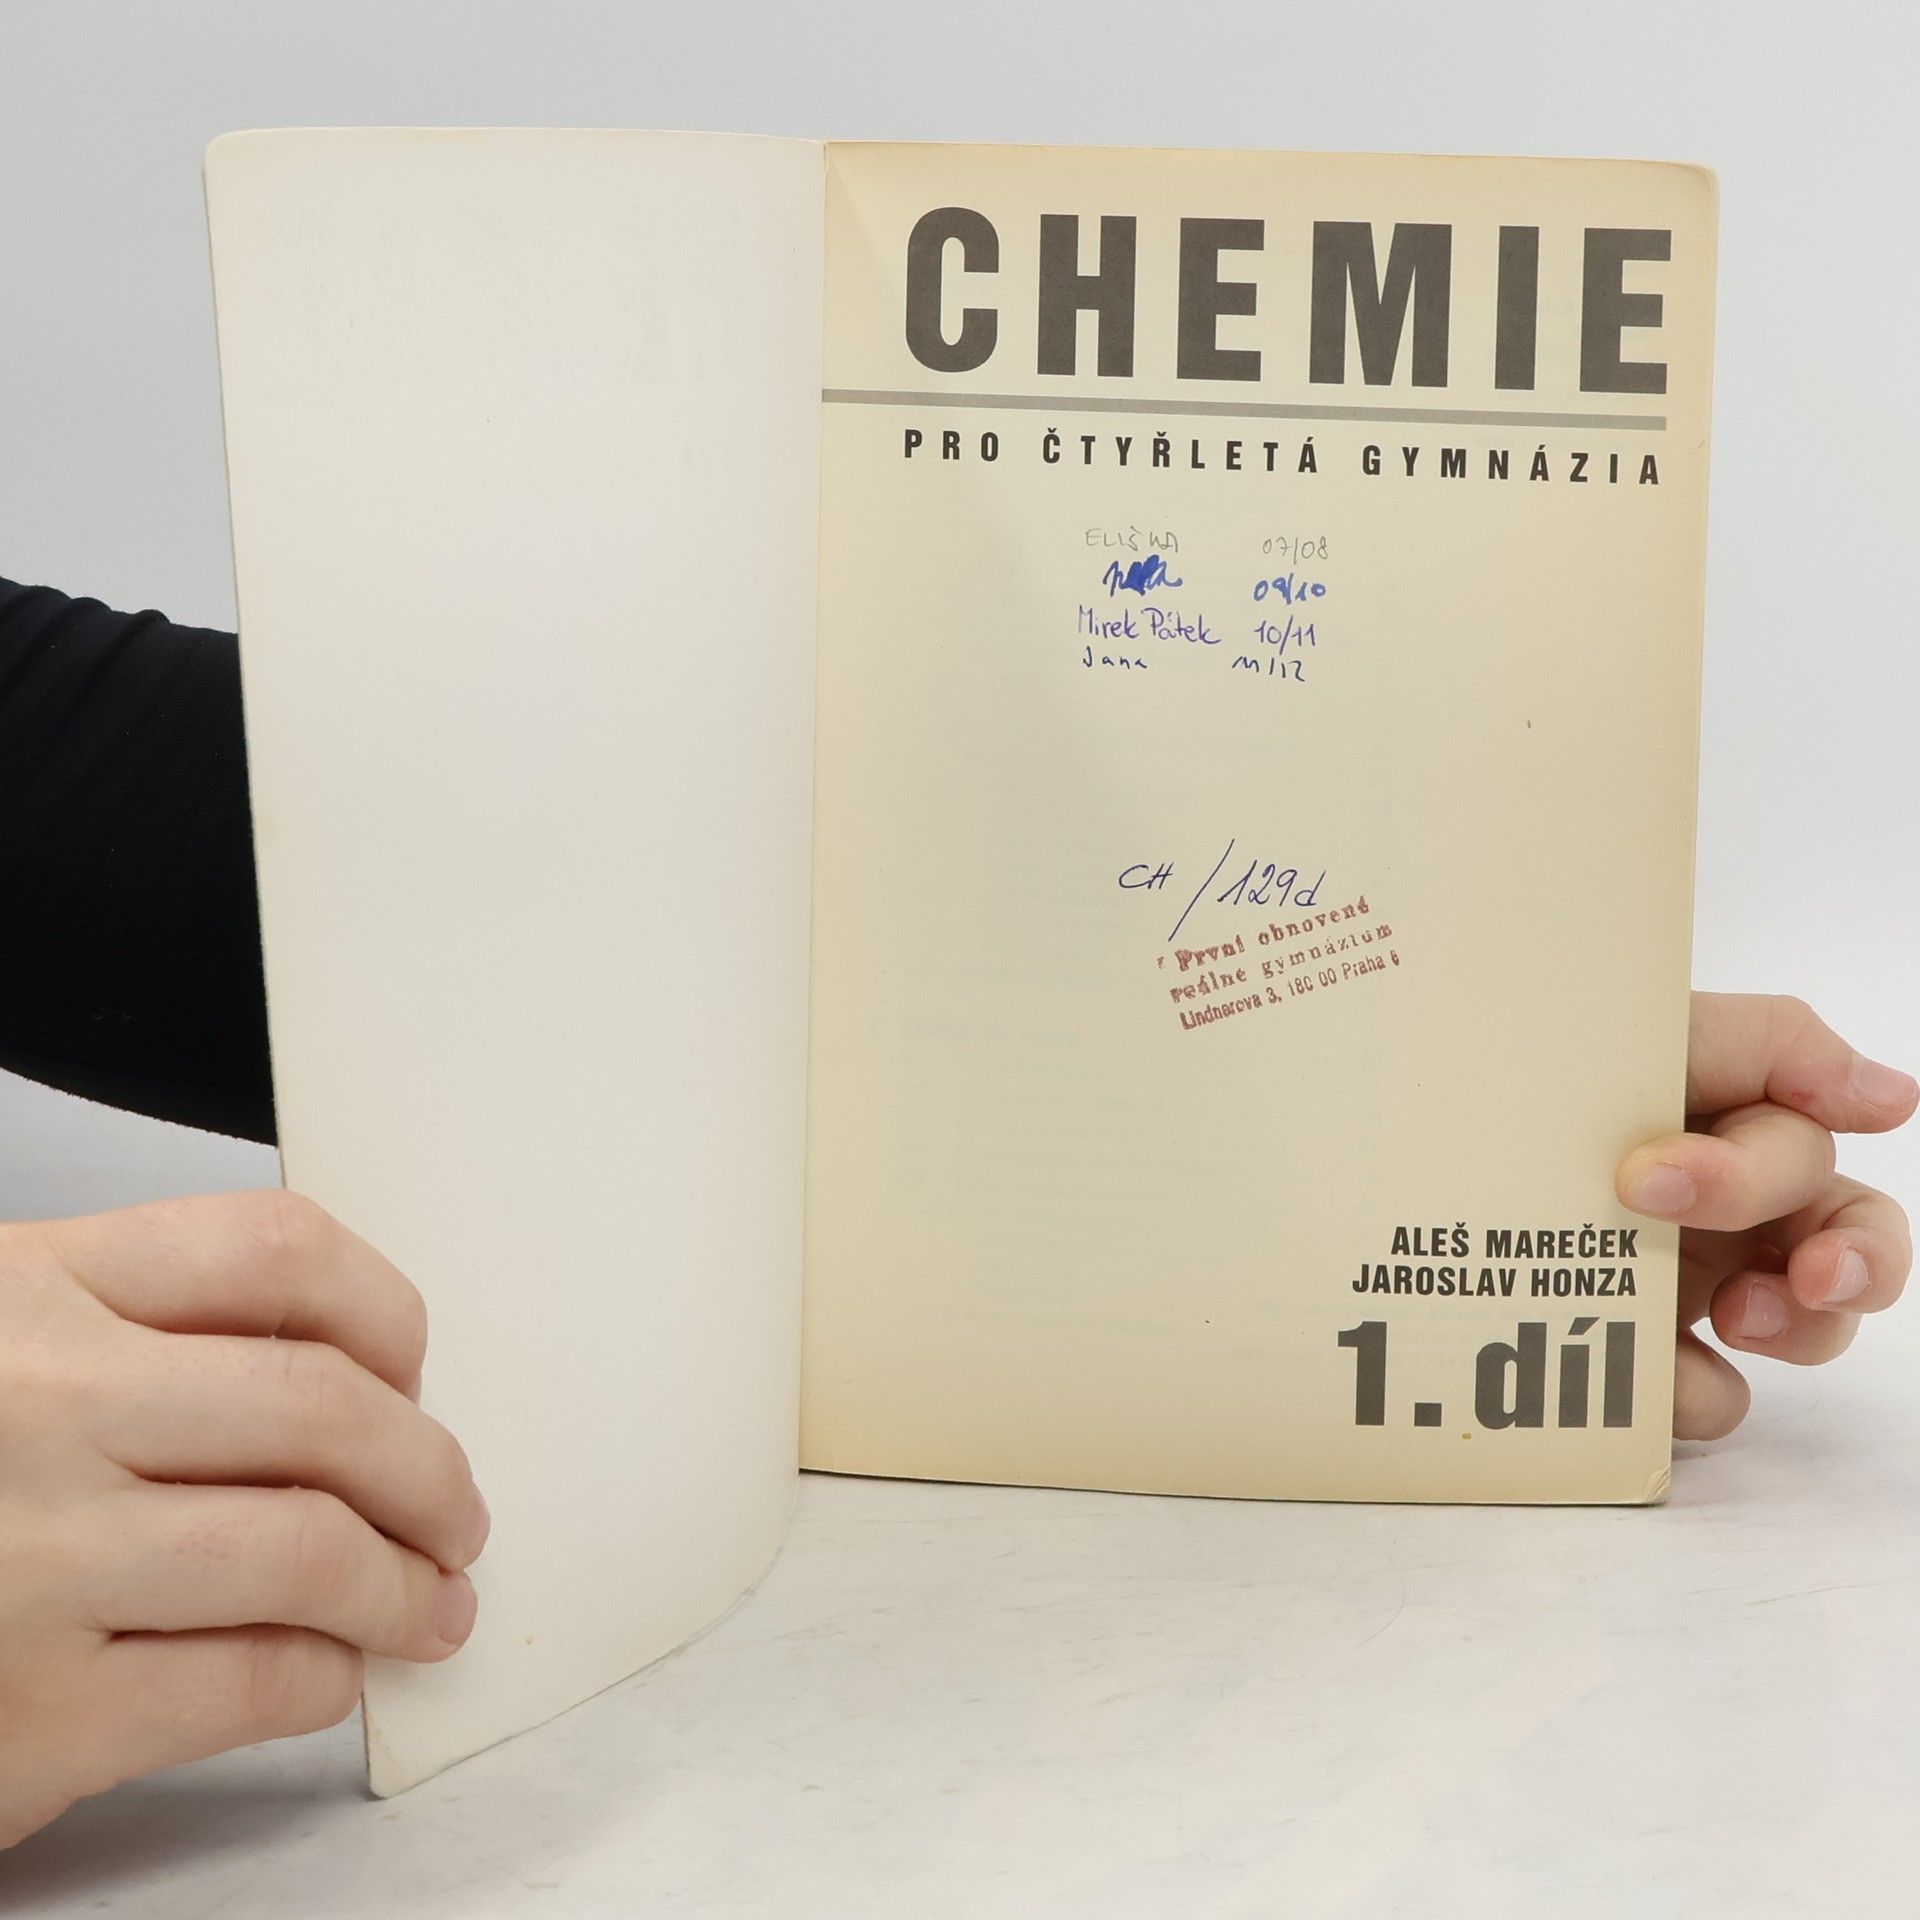 CHEMIE
PRO ČTYŘLETÁ GYMNÁZIA
ELIŠKA 07/08
09/10
Mirek Pátek 10/11
Jana 11/12
CH /129d
První obnovené
reálné gymnázium
Lindnerova 3, 180 00 Praha 8
ALEŠ MAREČEK
JAROSLAV HONZA
1. díl